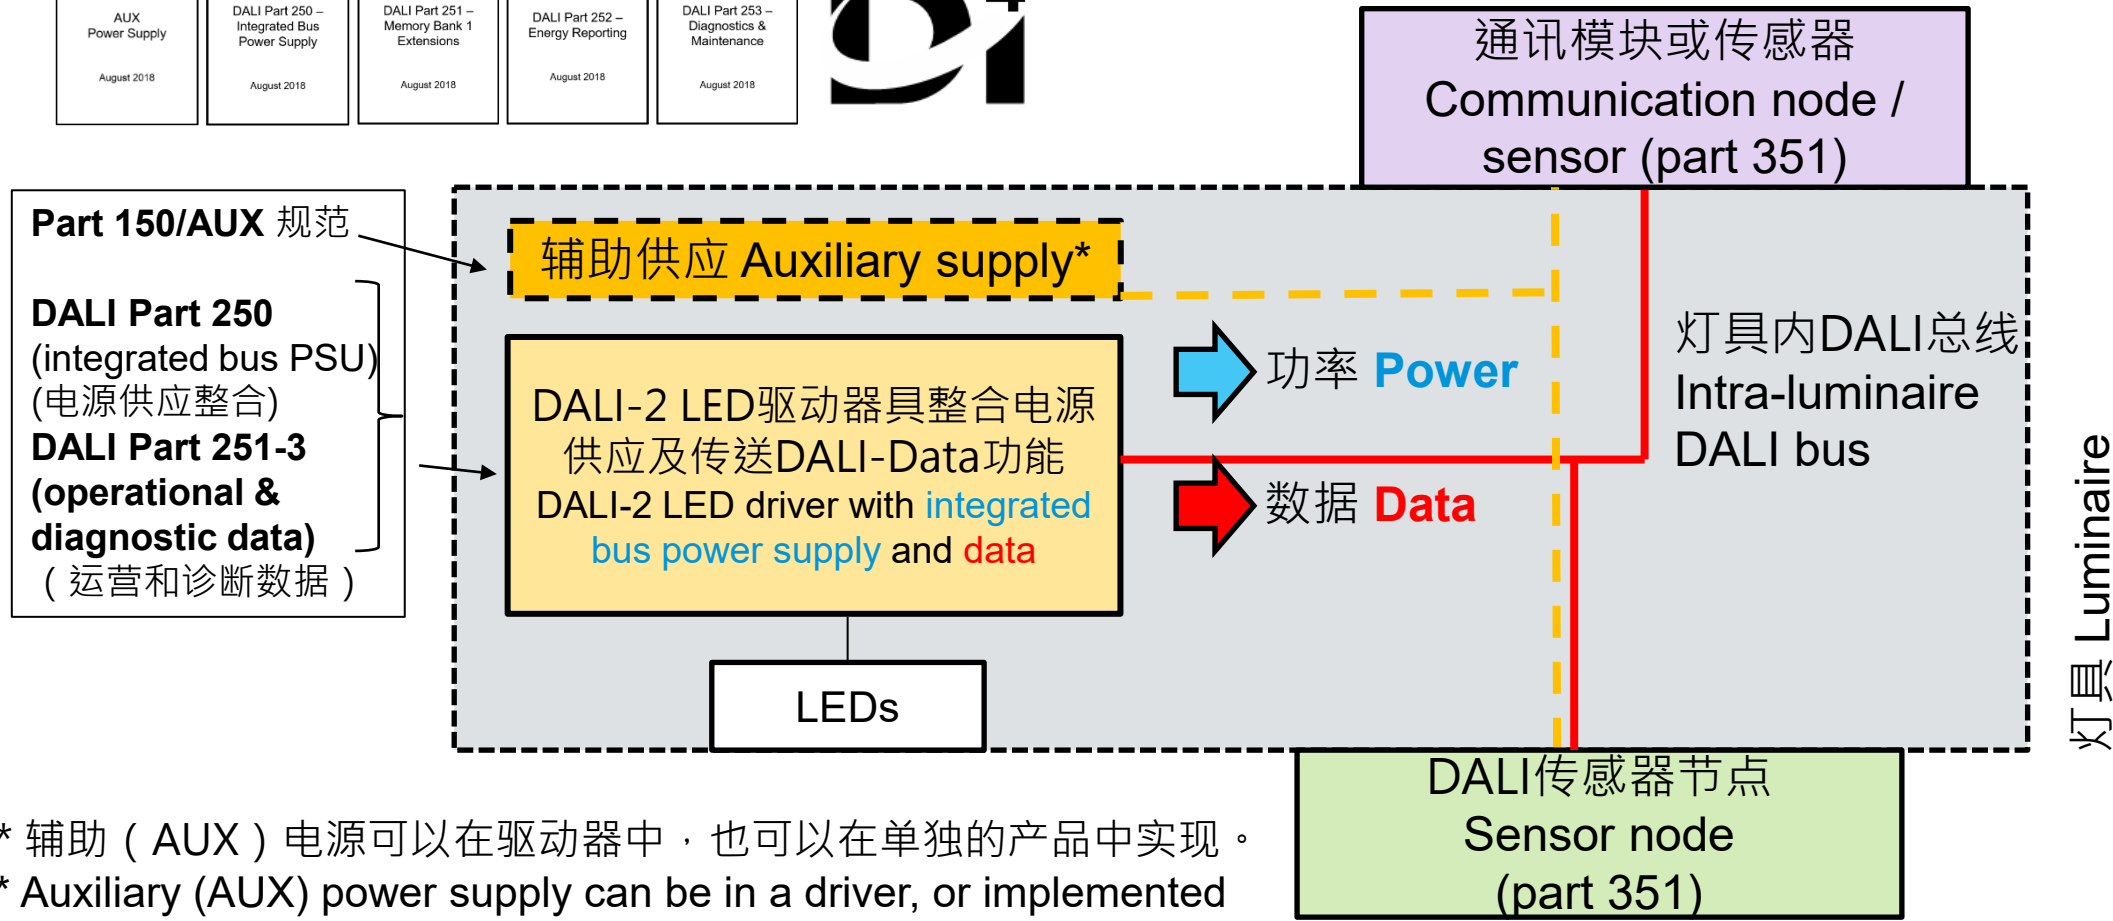 AUX
Power Supply
August 2018
DALI Part 250 –
Integrated Bus
Power Supply
August 2018
DALI Part 251 –
Memory Bank 1
Extensions
August 2018
DALI Part 252 –
Energy Reporting
August 2018
DALI Part 253 –
Diagnostics &
Maintenance
August 2018
通讯模块或传感器
Communication node /
sensor (part 351)
Part 150/AUX 规范
DALI Part 250
(integrated bus PSU)
(电源供应整合)
DALI Part 251-3
(operational &
diagnostic data)
（运营和诊断数据）
辅助供应 Auxiliary supply*
DALI-2 LED驱动器具整合电源
供应及传送DALI-Data功能
DALI-2 LED driver with integrated
bus power supply and data
LEDs
功率 Power
数据 Data
灯具内DALI总线
Intra-luminaire
DALI bus
灯具 Luminaire
DALI传感器节点
Sensor node
(part 351)
* 辅助（AUX）电源可以在驱动器中，也可以在单独的产品中实现。
* Auxiliary (AUX) power supply can be in a driver, or implemented